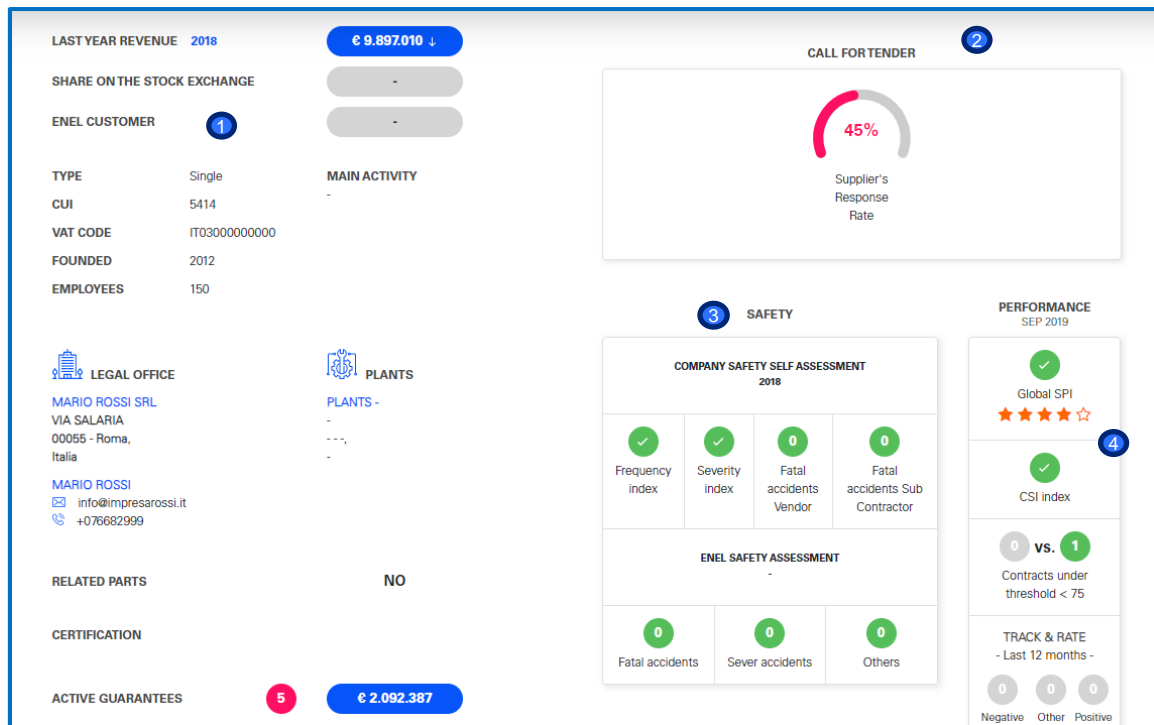 LAST YEAR REVENUE 2018 € 9.897.010 ↓
SHARE ON THE STOCK EXCHANGE -
ENEL CUSTOMER 1 -
TYPE Single
CUI 5414
VAT CODE IT03000000000
FOUNDED 2012
EMPLOYEES 150
MAIN ACTIVITY
-
LEGAL OFFICE
MARIO ROSSI SRL
VIA SALARIA
00055 - Roma,
Italia
MARIO ROSSI
info@impresarossi.it
+076682999
PLANTS
PLANTS -
-
- - -,
-
RELATED PARTS NO
CERTIFICATION
ACTIVE GUARANTEES 5 € 2.092.387
2
CALL FOR TENDER
45%
Supplier's
Response
Rate
3 SAFETY
COMPANY SAFETY SELF ASSESSMENT
2018
Frequency
index
Severity
index
0
Fatal
accidents
Vendor
0
Fatal
accidents Sub
Contractor
ENEL SAFETY ASSESSMENT
-
0
Fatal accidents
0
Sever accidents
0
Others
PERFORMANCE
SEP 2019
Global SPI
4
CSI index
0 VS. 1
Contracts under
threshold < 75
TRACK & RATE
- Last 12 months -
0 0 0
Negative Other Positive